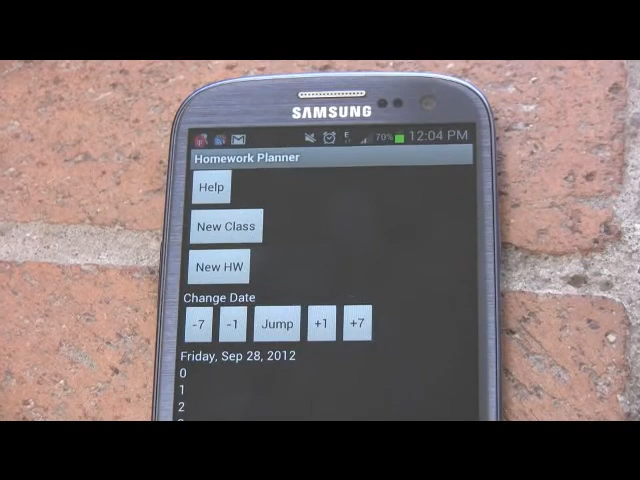 SAMSUNG
E
70%
12:04 PM
Homework Planner
Help
New Class
New HW
Change Date
-7 -1 Jump +1 +7
Friday, Sep 28, 2012
0
1
2